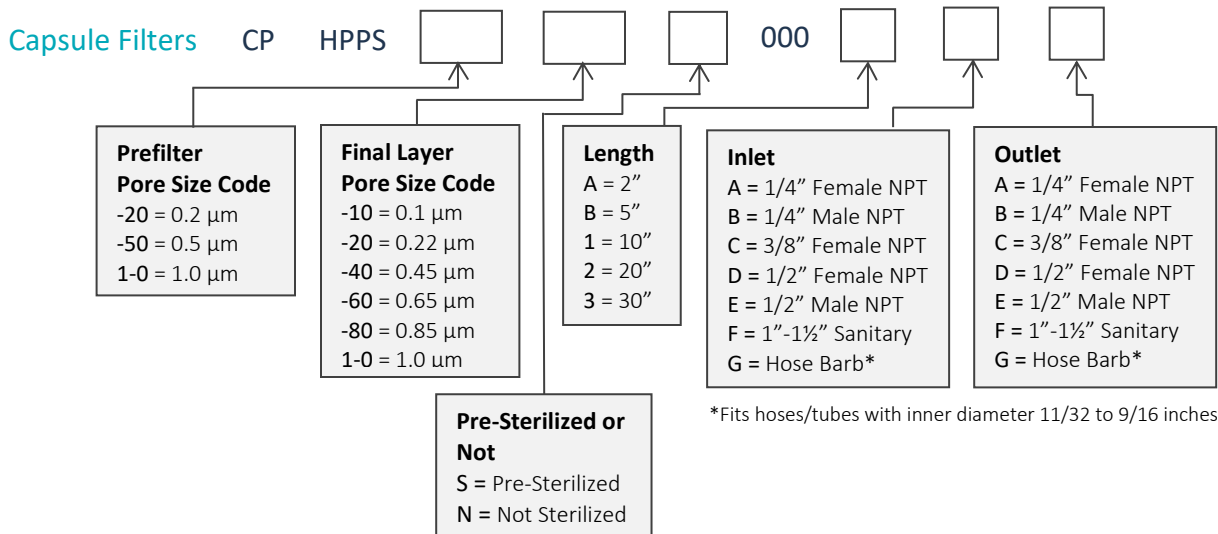 Capsule Filters CP HPPS 000
Prefilter
Pore Size Code
-20 = 0.2 µm
-50 = 0.5 µm
1-0 = 1.0 µm
Final Layer
Pore Size Code
-10 = 0.1 µm
-20 = 0.22 µm
-40 = 0.45 µm
-60 = 0.65 µm
-80 = 0.85 µm
1-0 = 1.0 um
Pre-Sterilized or
Not
S = Pre-Sterilized
N = Not Sterilized
Length
A = 2”
B = 5”
1 = 10”
2 = 20”
3 = 30”
Inlet
A = 1/4” Female NPT
B = 1/4” Male NPT
C = 3/8” Female NPT
D = 1/2” Female NPT
E = 1/2” Male NPT
F = 1”-1½” Sanitary
G = Hose Barb*
Outlet
A = 1/4” Female NPT
B = 1/4” Male NPT
C = 3/8” Female NPT
D = 1/2” Female NPT
E = 1/2” Male NPT
F = 1”-1½” Sanitary
G = Hose Barb*
*Fits hoses/tubes with inner diameter 11/32 to 9/16 inches